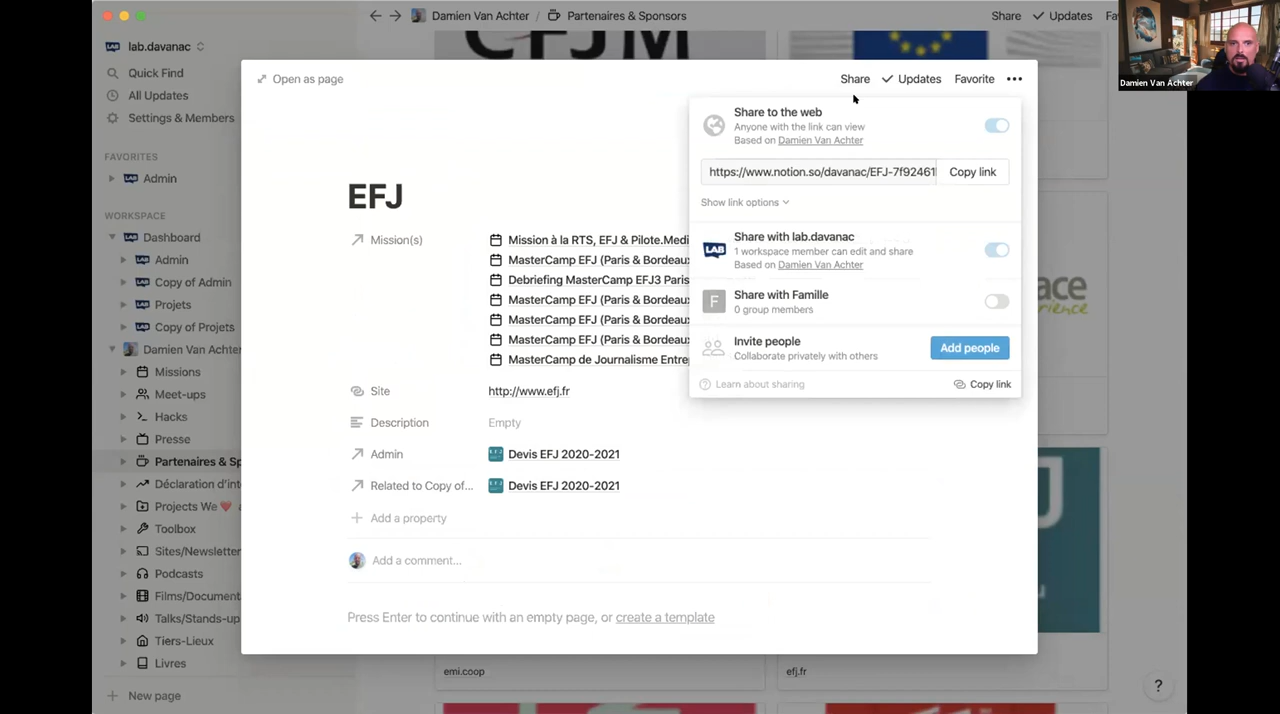 Damien Van Achter / Partenaires & Sponsors
Share
Updates
Damien Van Achter
lab.davanac
Quick Find
All Updates
Settings & Members
FAVORITES
Admin
WORKSPACE
Dashboard
Admin
Copy of Admin
Projets
Copy of Projets
Damien Van Achter
Missions
Meet-ups
Hacks
Presse
Partenaires & Sp
Déclaration d'int
Projects We ❤️
Toolbox
Sites/Newsletter
Podcasts
Films/Document
Talks/Stands-up
Tiers-Lieux
Livres
New page
CFJM
Open as page
Share
Updates
Favorite
EFJ
Mission(s)
Mission à la RTS, EFJ & Pilote.Medi
MasterCamp EFJ (Paris & Bordeaux
Debriefing MasterCamp EFJ3 Paris
MasterCamp EFJ (Paris & Bordeaux
MasterCamp EFJ (Paris & Bordeaux
MasterCamp EFJ (Paris & Bordeaux
MasterCamp de Journalisme Entrep
Site
http://www.efj.fr
Description
Empty
Admin
Devis EFJ 2020-2021
Related to Copy of...
Devis EFJ 2020-2021
Add a property
Add a comment...
Press Enter to continue with an empty page, or create a template
Share to the web
Anyone with the link can view
Based on Damien Van Achter
https://www.notion.so/davanac/EFJ-7f92461
Copy link
Show link options
LAB
Share with lab.davanac
1 workspace member can edit and share
Based on Damien Van Achter
F
Share with Famille
0 group members
Invite people
Collaborate privately with others
Add people
Learn about sharing
Copy link
emi.coop
efj.fr
?